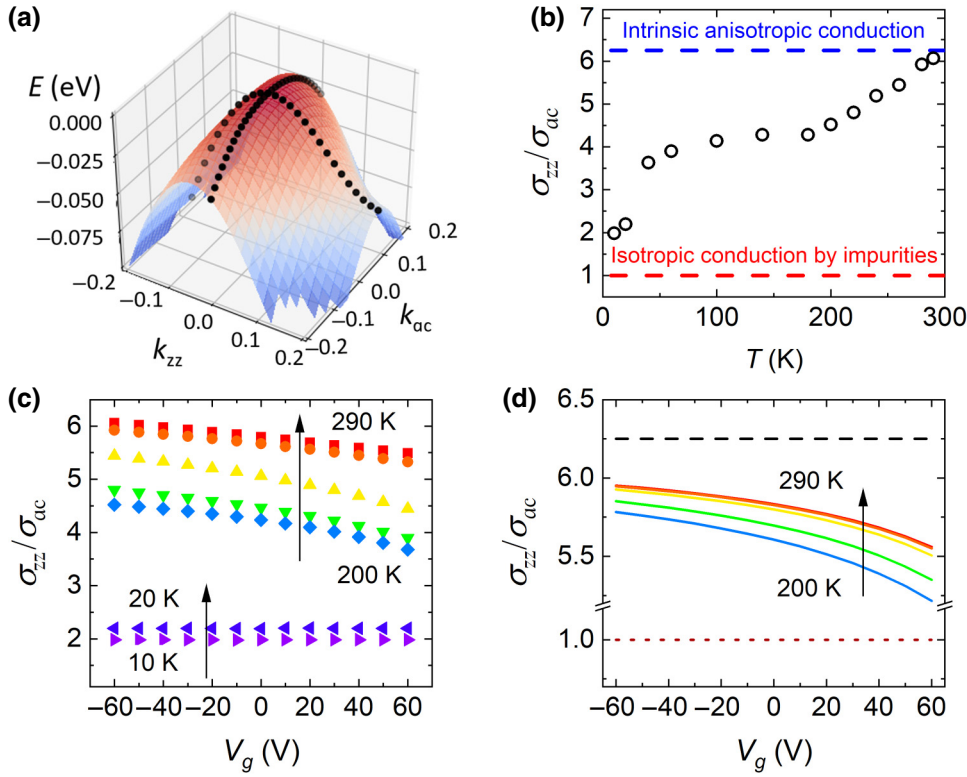 (a)
E (eV)
0.000
−0.025
−0.050
−0.075
−0.2
−0.1
0.0
0.1
0.2
k_zz
−0.2
−0.1
0.0
0.1
0.2
k_ac
(b)
Intrinsic anisotropic conduction
Isotropic conduction by impurities
σ_zz/σ_ac
7
6
5
4
3
2
1
0
0 100 200 300
T (K)
(c)
290 K
200 K
20 K
10 K
σ_zz/σ_ac
6
5
4
3
2
−60 −40 −20 0 20 40 60
V_g (V)
(d)
290 K
200 K
σ_zz/σ_ac
6.5
6.0
5.5
1.0
−60 −40 −20 0 20 40 60
V_g (V)